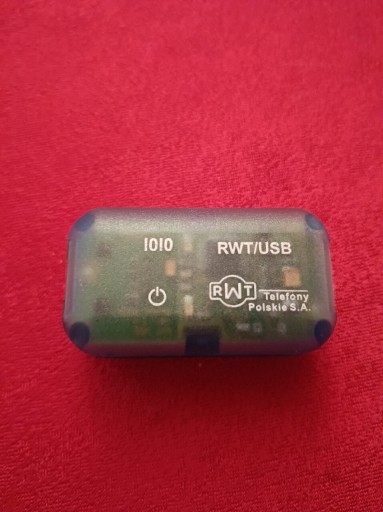 IOIO
RWT/USB
RWT
Telefony
Polskie S.A.